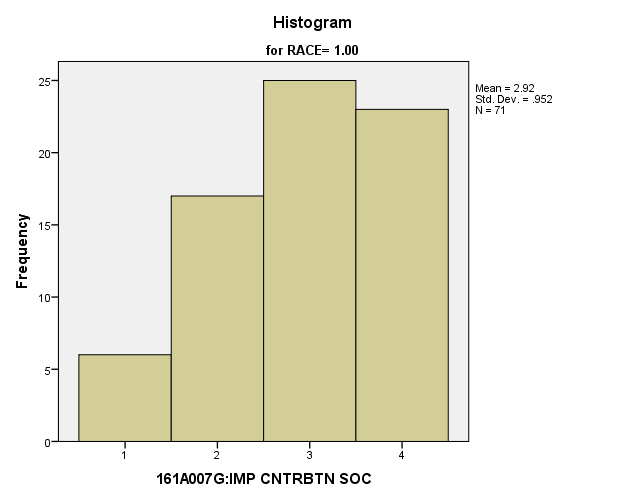 Histogram
for RACE= 1.00
Mean = 2.92
Std. Dev. = .952
N = 71
Frequency
25
20
15
10
5
0
1 2 3 4
161A007G:IMP CNTRBTN SOC